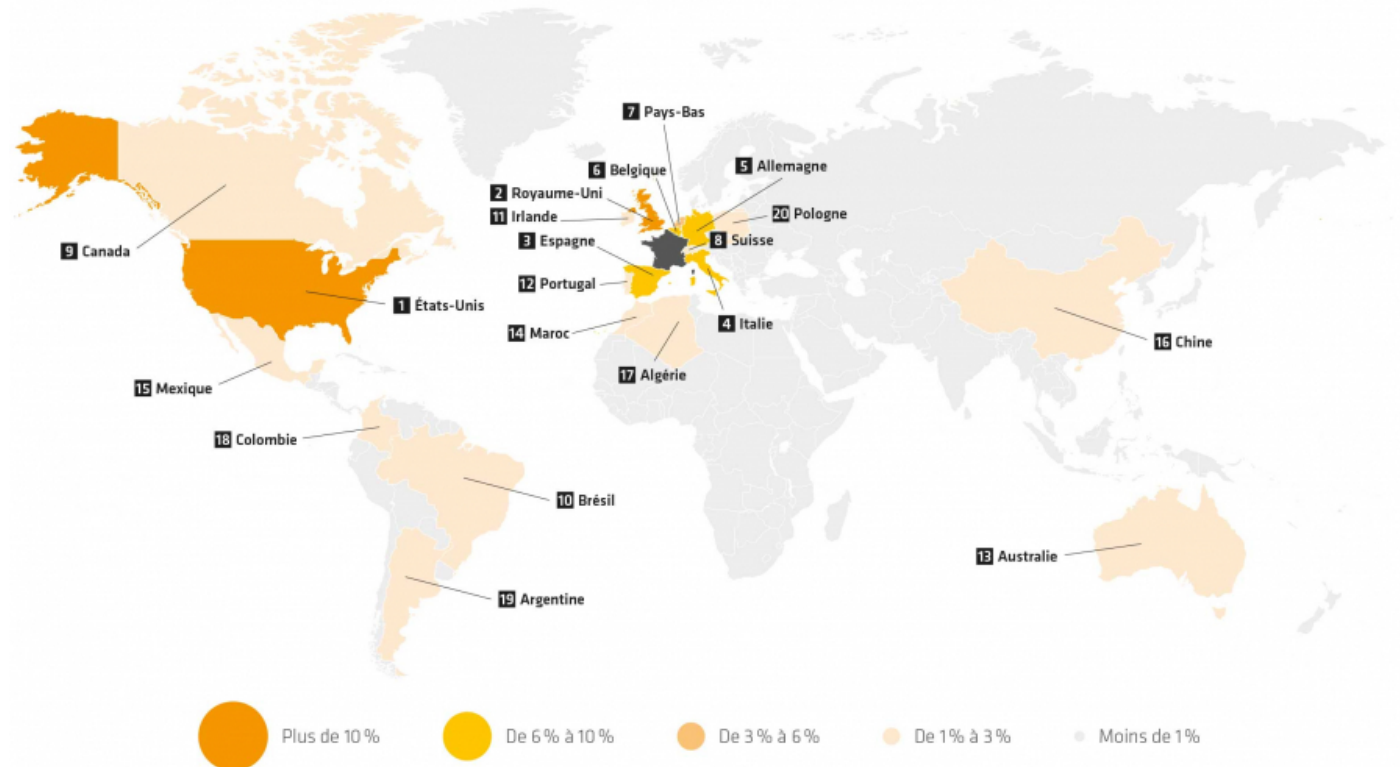 7 Pays-Bas
6 Belgique
5 Allemagne
2 Royaume-Uni
11 Irlande
20 Pologne
3 Espagne
8 Suisse
9 Canada
12 Portugal
1 États-Unis
4 Italie
14 Maroc
16 Chine
17 Algérie
15 Mexique
18 Colombie
10 Brésil
13 Australie
19 Argentine
Plus de 10 %
De 6 % à 10 %
De 3 % à 6 %
De 1 % à 3 %
Moins de 1 %